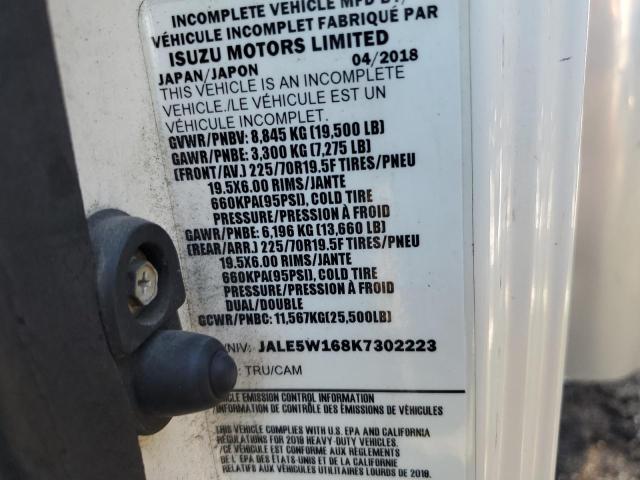 INCOMPLETE VEHICLE MFD BY/
VÉHICULE INCOMPLET FABRIQUÉ PAR
ISUZU MOTORS LIMITED
JAPAN/JAPON 04/2018
THIS VEHICLE IS AN INCOMPLETE
VEHICLE./LE VÉHICULE EST UN
VÉHICULE INCOMPLET.
GVWR/PNBV: 8,845 KG (19,500 LB)
GAWR/PNBE: 3,300 KG (7,275 LB)
(FRONT/AV.) 225/70R19.5F TIRES/PNEU
19.5X6.00 RIMS/JANTE
660KPA(95PSI), COLD TIRE
PRESSURE/PRESSION À FROID
GAWR/PNBE: 6,196 KG (13,660 LB)
(REAR/ARR.) 225/70R19.5F TIRES/PNEU
19.5X6.00 RIMS/JANTE
660KPA(95PSI), COLD TIRE
PRESSURE/PRESSION À FROID
DUAL/DOUBLE
GCWR/PNBC: 11,567KG(25,500LB)
/NIV: JALE5W168K7302223
: TRU/CAM
EMISSION CONTROL INFORMATION
/INFORMATION DE CONTRÔLE DES ÉMISSIONS DE VÉHICULES
THIS VEHICLE COMPLIES WITH U.S. EPA AND CALIFORNIA
REGULATIONS FOR 2019 HEAVY-DUTY VEHICLES.
/CE VÉHICULE EST CONFORME AUX RÈGLEMENTS
DE L'EPA DES ÉTATS-UNIS ET DE LA CALIFORNIE
RELATIFS AUX VÉHICULES UTILITAIRES LOURDS DE 2019.